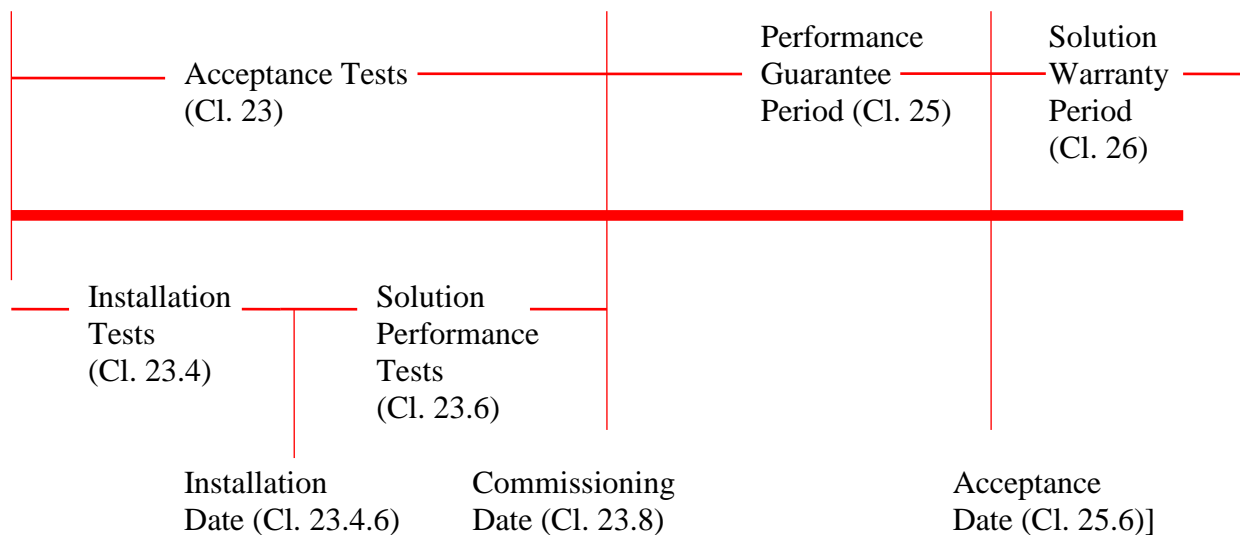 Acceptance Tests
(Cl. 23)
Performance
Guarantee
Period (Cl. 25)
Solution
Warranty
Period
(Cl. 26)
Installation
Tests
(Cl. 23.4)
Solution
Performance
Tests
(Cl. 23.6)
Installation
Date (Cl. 23.4.6)
Commissioning
Date (Cl. 23.8)
Acceptance
Date (Cl. 25.6)]